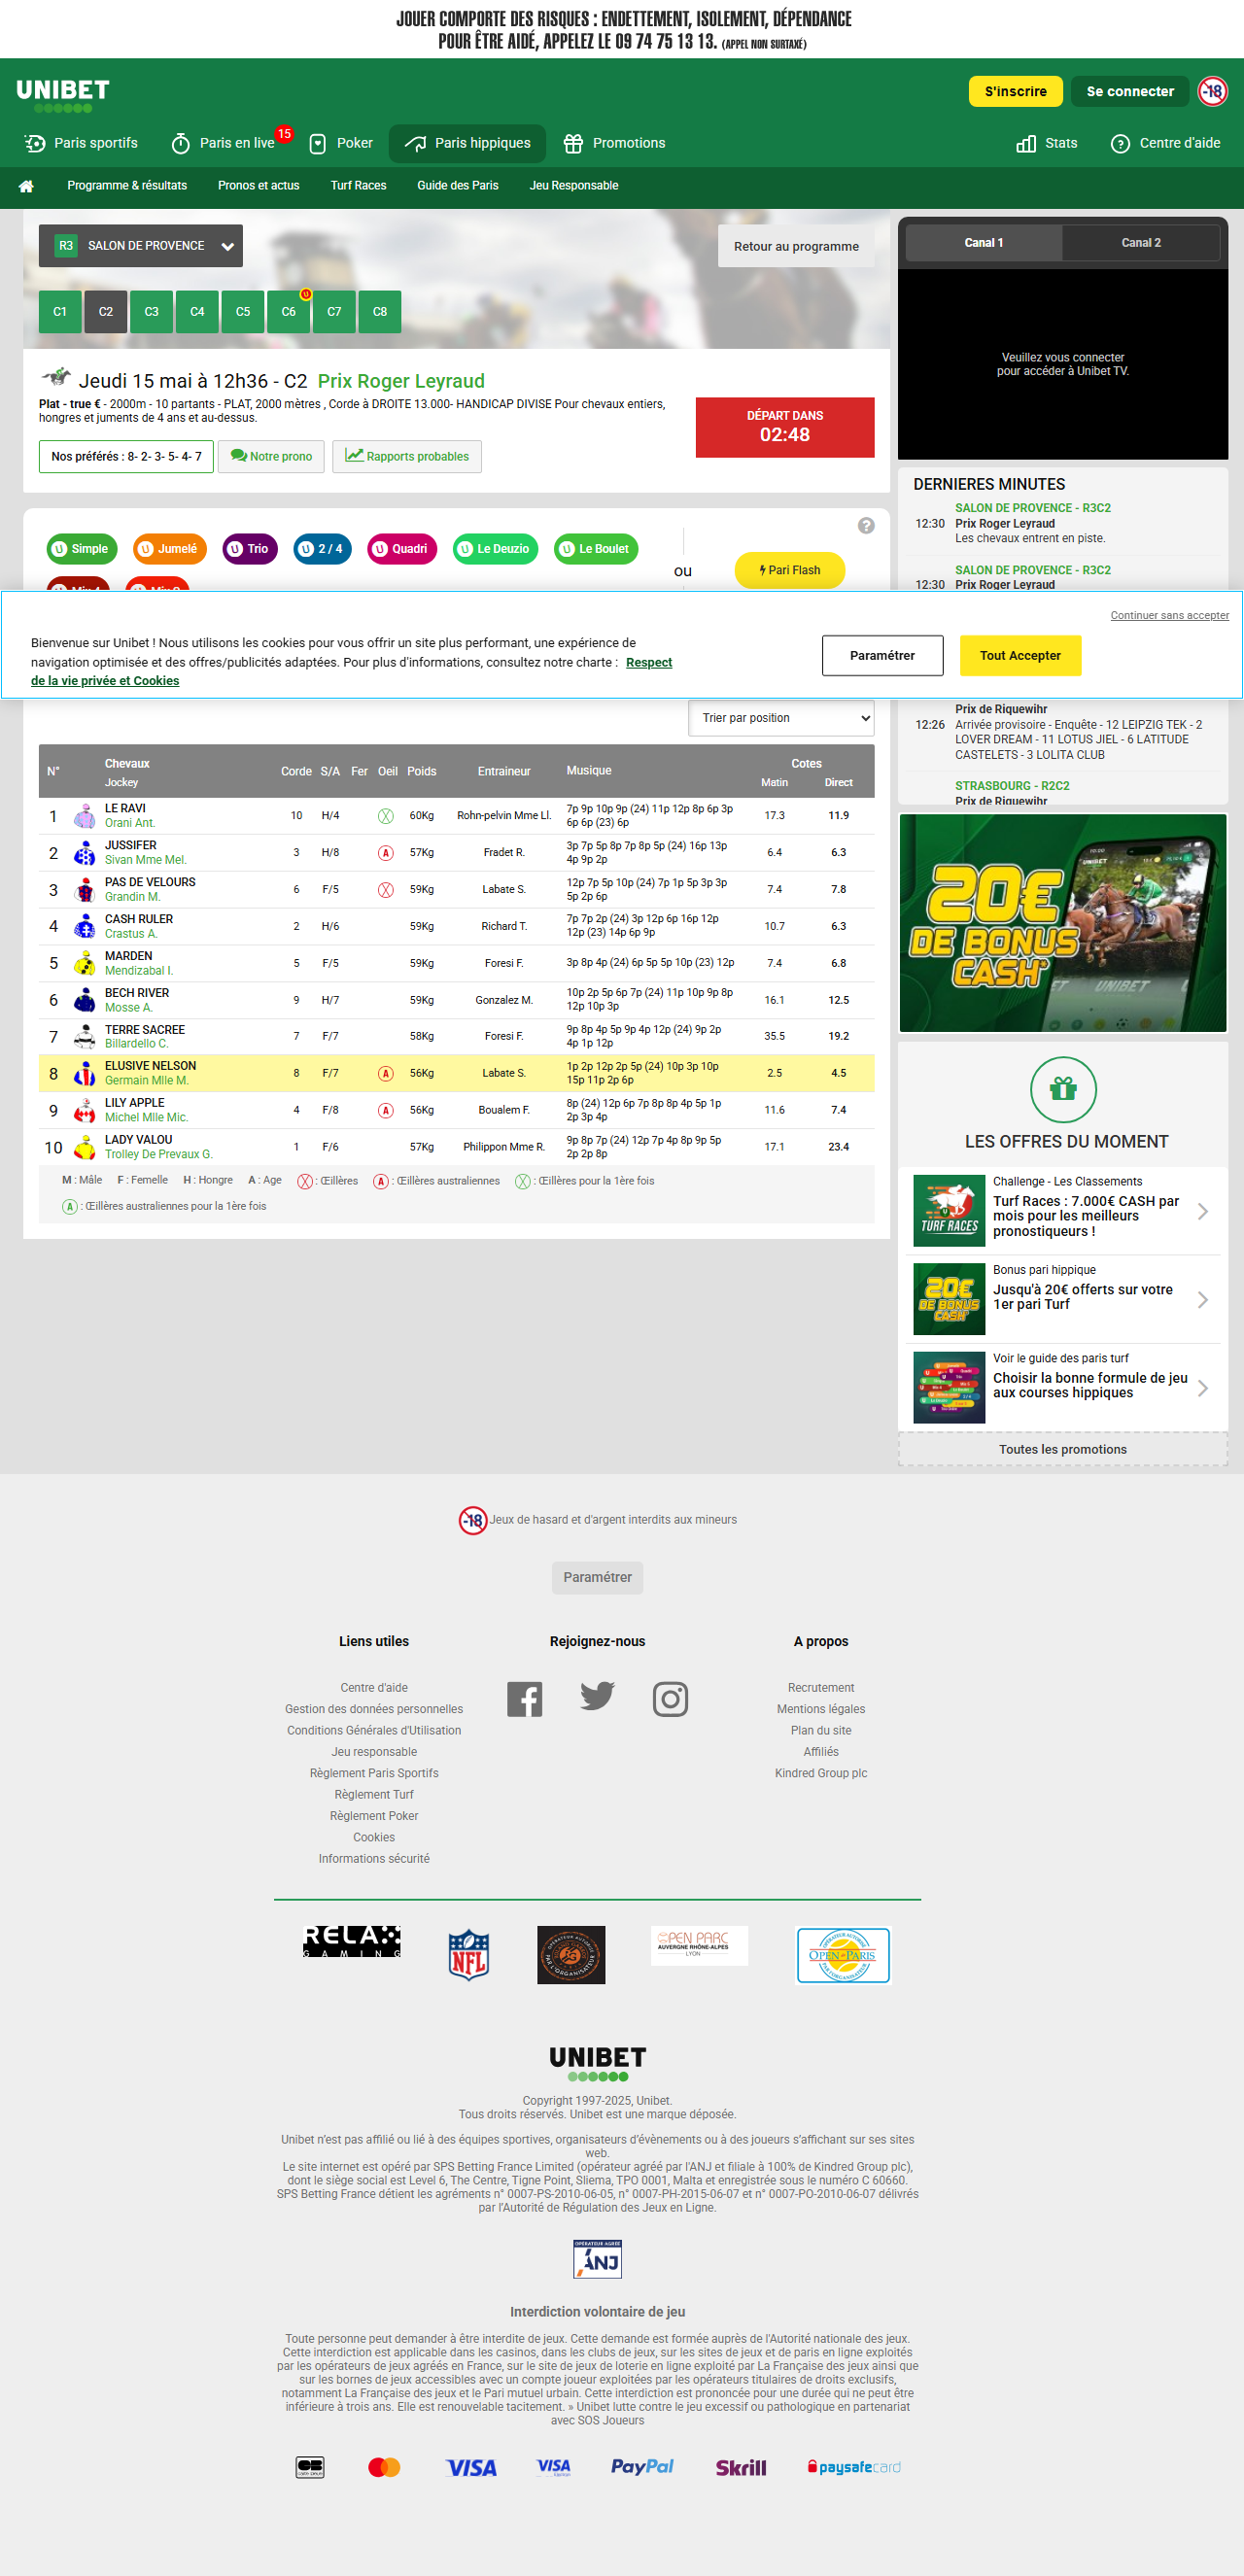 JOUER COMPORTE DES RISQUES : ENDETTEMENT, ISOLEMENT, DÉPENDANCE
POUR ÊTRE AIDÉ, APPELEZ LE 09 74 75 13 13. (APPEL NON SURTAXÉ)
UNIBET
S'inscrire
Se connecter
-18
Paris sportifs
Paris en live
15
Poker
Paris hippiques
Promotions
Stats
Centre d'aide
Programme & résultats
Pronos et actus
Turf Races
Guide des Paris
Jeu Responsable
R3 SALON DE PROVENCE
Retour au programme
C1 C2 C3 C4 C5 C6 C7 C8
Jeudi 15 mai à 12h36 - C2 Prix Roger Leyraud
Plat - true € - 2000m - 10 partants - PLAT, 2000 mètres , Corde à DROITE 13.000- HANDICAP DIVISE Pour chevaux entiers,
hongres et juments de 4 ans et au-dessus.
DÉPART DANS
02:48
Nos préférés : 8- 2- 3- 5- 4- 7
Notre prono
Rapports probables
Simple
Jumelé
Trio
2 / 4
Quadri
Le Deuzio
Le Boulet
ou
Pari Flash
Canal 1
Canal 2
Veuillez vous connecter
pour accéder à Unibet TV.
DERNIERES MINUTES
SALON DE PROVENCE - R3C2
12:30 Prix Roger Leyraud
Les chevaux entrent en piste.
SALON DE PROVENCE - R3C2
12:30 Prix Roger Leyraud
Continuer sans accepter
Bienvenue sur Unibet ! Nous utilisons les cookies pour vous offrir un site plus performant, une expérience de
navigation optimisée et des offres/publicités adaptées. Pour plus d'informations, consultez notre charte : Respect
de la vie privée et Cookies
Paramétrer
Tout Accepter
Prix de Riquewihr
12:26 Arrivée provisoire - Enquête - 12 LEIPZIG TEK - 2
LOVER DREAM - 11 LOTUS JIEL - 6 LATITUDE
CASTELETS - 3 LOLITA CLUB
STRASBOURG - R2C2
Prix de Riquewihr
Trier par position
N° Chevaux Jockey Corde S/A Fer Oeil Poids Entraineur Musique Cotes Matin Direct
1 LE RAVI 10 H/4 60Kg Rohn-pelvin Mme Ll. 7p 9p 10p 9p (24) 11p 12p 8p 6p 3p 17.3 11.9
Orani Ant. 6p 6p (23) 6p
2 JUSSIFER 3 H/8 A 57Kg Fradet R. 3p 7p 5p 8p 7p 8p 5p (24) 16p 13p 6.4 6.3
Sivan Mme Mel. 4p 9p 2p
3 PAS DE VELOURS 6 F/5 59Kg Labate S. 12p 7p 5p 10p (24) 7p 1p 5p 3p 3p 7.4 7.8
Grandin M. 5p 2p 6p
4 CASH RULER 2 H/6 59Kg Richard T. 7p 7p 2p (24) 3p 12p 6p 16p 12p 10.7 6.3
Crastus A. 12p (23) 14p 6p 9p
5 MARDEN 5 F/5 59Kg Foresi F. 3p 8p 4p (24) 6p 5p 5p 10p (23) 12p 7.4 6.8
Mendizabal I.
6 BECH RIVER 9 H/7 59Kg Gonzalez M. 10p 2p 5p 6p 7p (24) 11p 10p 9p 8p 16.1 12.5
Mosse A. 12p 10p 3p
7 TERRE SACREE 7 F/7 58Kg Foresi F. 9p 8p 4p 5p 9p 4p 12p (24) 9p 2p 35.5 19.2
Billardello C. 4p 1p 12p
8 ELUSIVE NELSON 8 F/7 A 56Kg Labate S. 1p 2p 12p 2p 5p (24) 10p 3p 10p 2.5 4.5
Germain Mlle M. 15p 11p 2p 6p
9 LILY APPLE 4 F/8 A 56Kg Boualem F. 8p (24) 12p 6p 7p 8p 8p 4p 5p 1p 11.6 7.4
Michel Mlle Mic. 2p 3p 4p
10 LADY VALOU 1 F/6 57Kg Philippon Mme R. 9p 8p 7p (24) 12p 7p 4p 8p 9p 5p 17.1 23.4
Trolley De Prevaux G. 2p 2p 8p
M : Mâle F : Femelle H : Hongre A : Age : Œillères A : Œillères australiennes : Œillères pour la 1ère fois
A : Œillères australiennes pour la 1ère fois
20€
DE BONUS
CASH*
UNIBET
LES OFFRES DU MOMENT
TURF RACES
Challenge - Les Classements
Turf Races : 7.000€ CASH par
mois pour les meilleurs
pronostiqueurs !
20€
DE BONUS
CASH
Bonus pari hippique
Jusqu'à 20€ offerts sur votre
1er pari Turf
Voir le guide des paris turf
Choisir la bonne formule de jeu
aux courses hippiques
Toutes les promotions
-18 Jeux de hasard et d'argent interdits aux mineurs
Paramétrer
Liens utiles
Centre d'aide
Gestion des données personnelles
Conditions Générales d'Utilisation
Jeu responsable
Règlement Paris Sportifs
Règlement Turf
Règlement Poker
Cookies
Informations sécurité
Rejoignez-nous
A propos
Recrutement
Mentions légales
Plan du site
Affiliés
Kindred Group plc
RELAX
GAMING
NFL
OPEN PARC
AUVERGNE RHÔNE-ALPES
LYON
OPEN DE PARIS
UNIBET
Copyright 1997-2025, Unibet.
Tous droits réservés. Unibet est une marque déposée.
Unibet n'est pas affilié ou lié à des équipes sportives, organisateurs d'évènements ou à des joueurs s'affichant sur ses sites
web.
Le site internet est opéré par SPS Betting France Limited (opérateur agréé par l'ANJ et filiale à 100% de Kindred Group plc),
dont le siège social est Level 6, The Centre, Tigne Point, Sliema, TPO 0001, Malta et enregistrée sous le numéro C 60660.
SPS Betting France détient les agréments n° 0007-PS-2010-06-05, n° 0007-PH-2015-06-07 et n° 0007-PO-2010-06-07 délivrés
par l'Autorité de Régulation des Jeux en Ligne.
OPÉRATEUR AGRÉÉ
ANJ
Interdiction volontaire de jeu
Toute personne peut demander à être interdite de jeux. Cette demande est formée auprès de l'Autorité nationale des jeux.
Cette interdiction est applicable dans les casinos, dans les clubs de jeux, sur les sites de jeux et de paris en ligne exploités
par les opérateurs de jeux agréés en France, sur le site de jeux de loterie en ligne exploité par La Française des jeux ainsi que
sur les bornes de jeux accessibles avec un compte joueur exploitées par les opérateurs titulaires de droits exclusifs,
notamment La Française des jeux et le Pari mutuel urbain. Cette interdiction est prononcée pour une durée qui ne peut être
inférieure à trois ans. Elle est renouvelable tacitement. » Unibet lutte contre le jeu excessif ou pathologique en partenariat
avec SOS Joueurs
CB
VISA
VISA
PayPal
Skrill
paysafecard